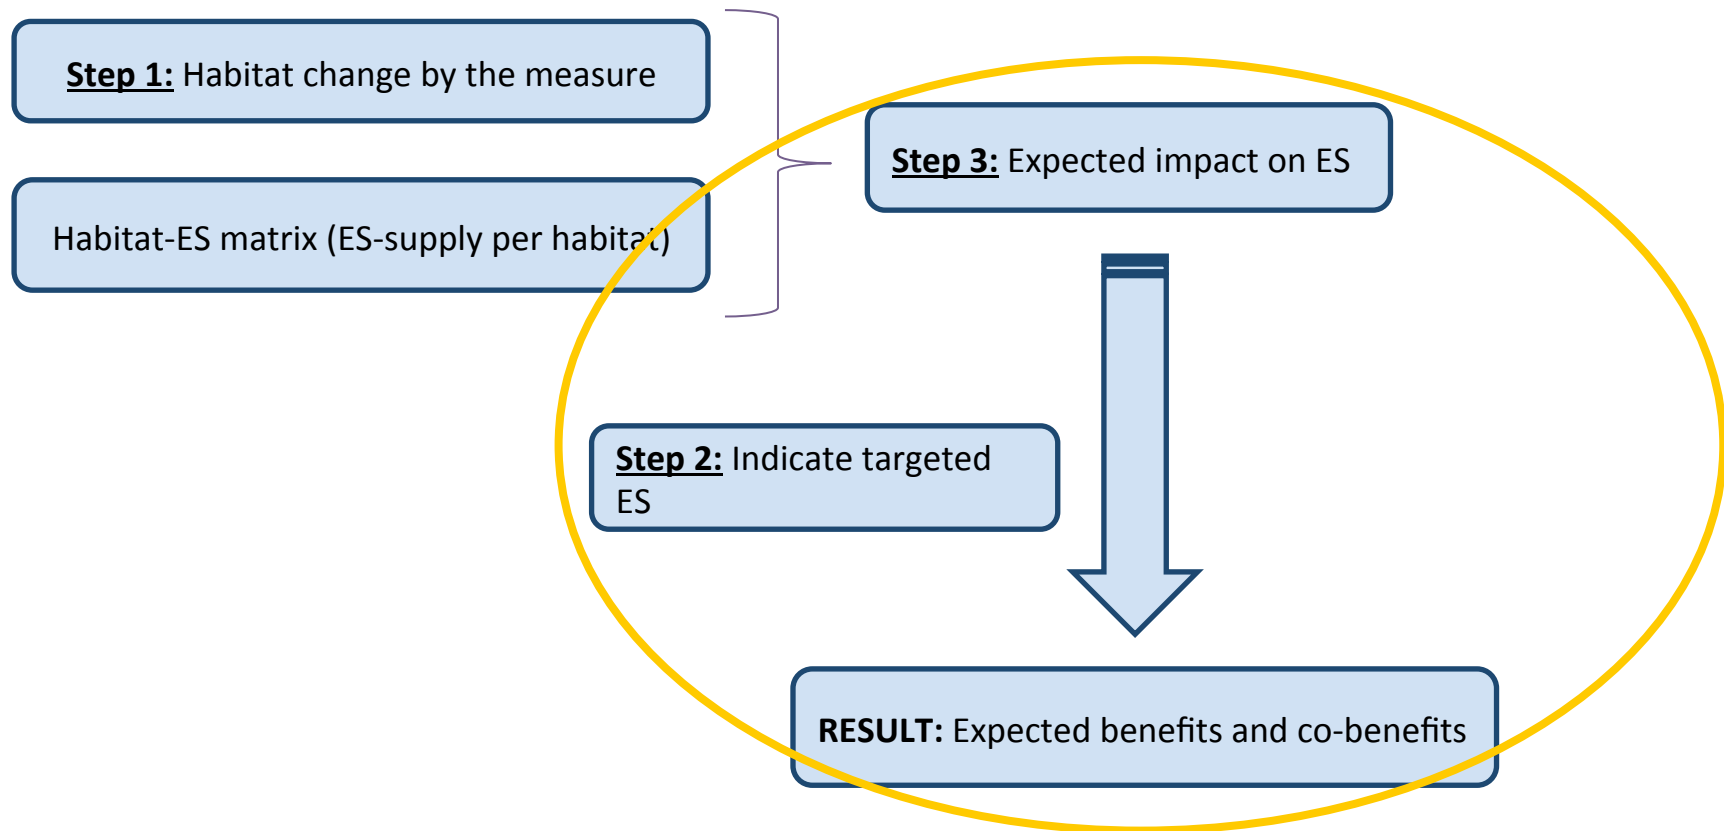 Step 1: Habitat change by the measure
Habitat-ES matrix (ES-supply per habitat)
Step 3: Expected impact on ES
Step 2: Indicate targeted
ES
RESULT: Expected benefits and co-benefits